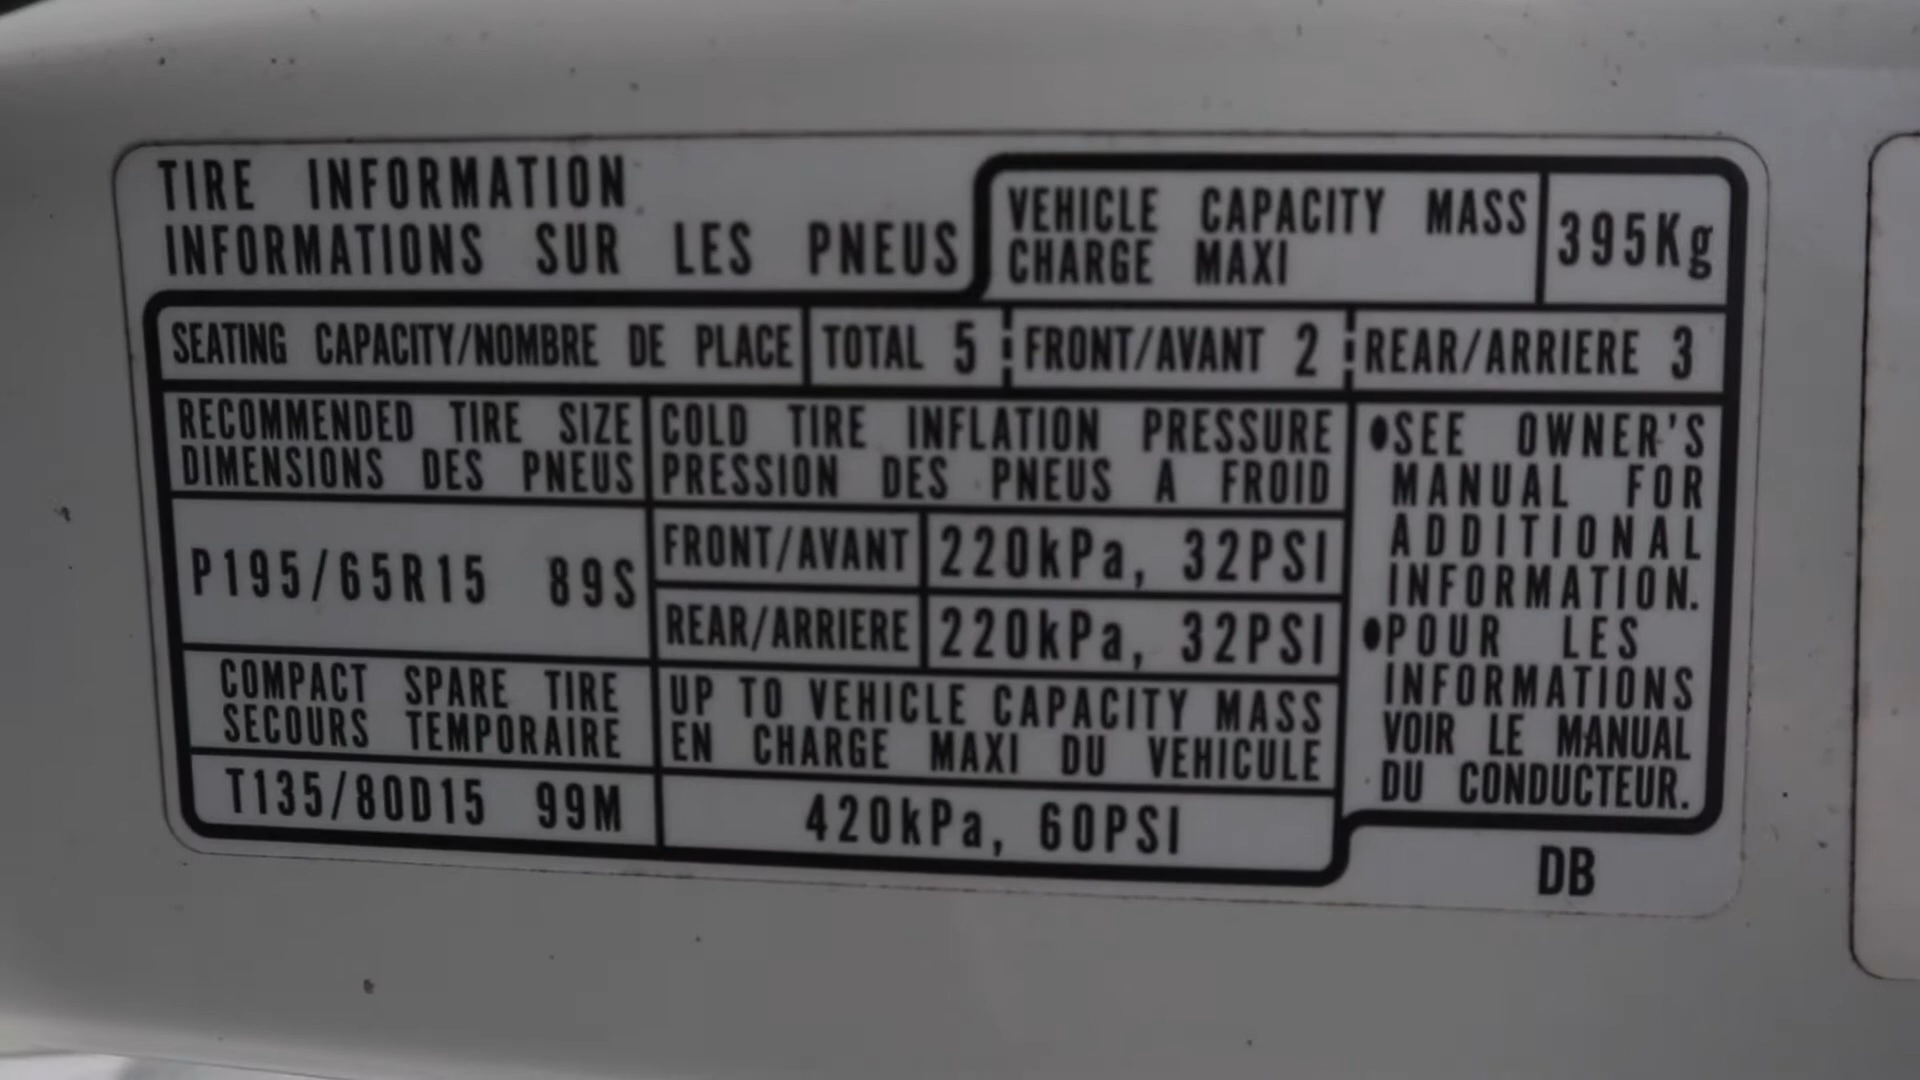 TIRE INFORMATION
INFORMATIONS SUR LES PNEUS
VEHICLE CAPACITY MASS
CHARGE MAXI
395Kg
SEATING CAPACITY/NOMBRE DE PLACE
TOTAL 5
FRONT/AVANT 2
REAR/ARRIERE 3
RECOMMENDED TIRE SIZE
DIMENSIONS DES PNEUS
COLD TIRE INFLATION PRESSURE
PRESSION DES PNEUS A FROID
P195/65R15 89S
FRONT/AVANT
220kPa, 32PSI
REAR/ARRIERE
220kPa, 32PSI
COMPACT SPARE TIRE
SECOURS TEMPORAIRE
UP TO VEHICLE CAPACITY MASS
EN CHARGE MAXI DU VEHICULE
T135/80D15 99M
420kPa, 60PSI
●SEE OWNER'S
MANUAL FOR
ADDITIONAL
INFORMATION.
●POUR LES
INFORMATIONS
VOIR LE MANUAL
DU CONDUCTEUR.
DB